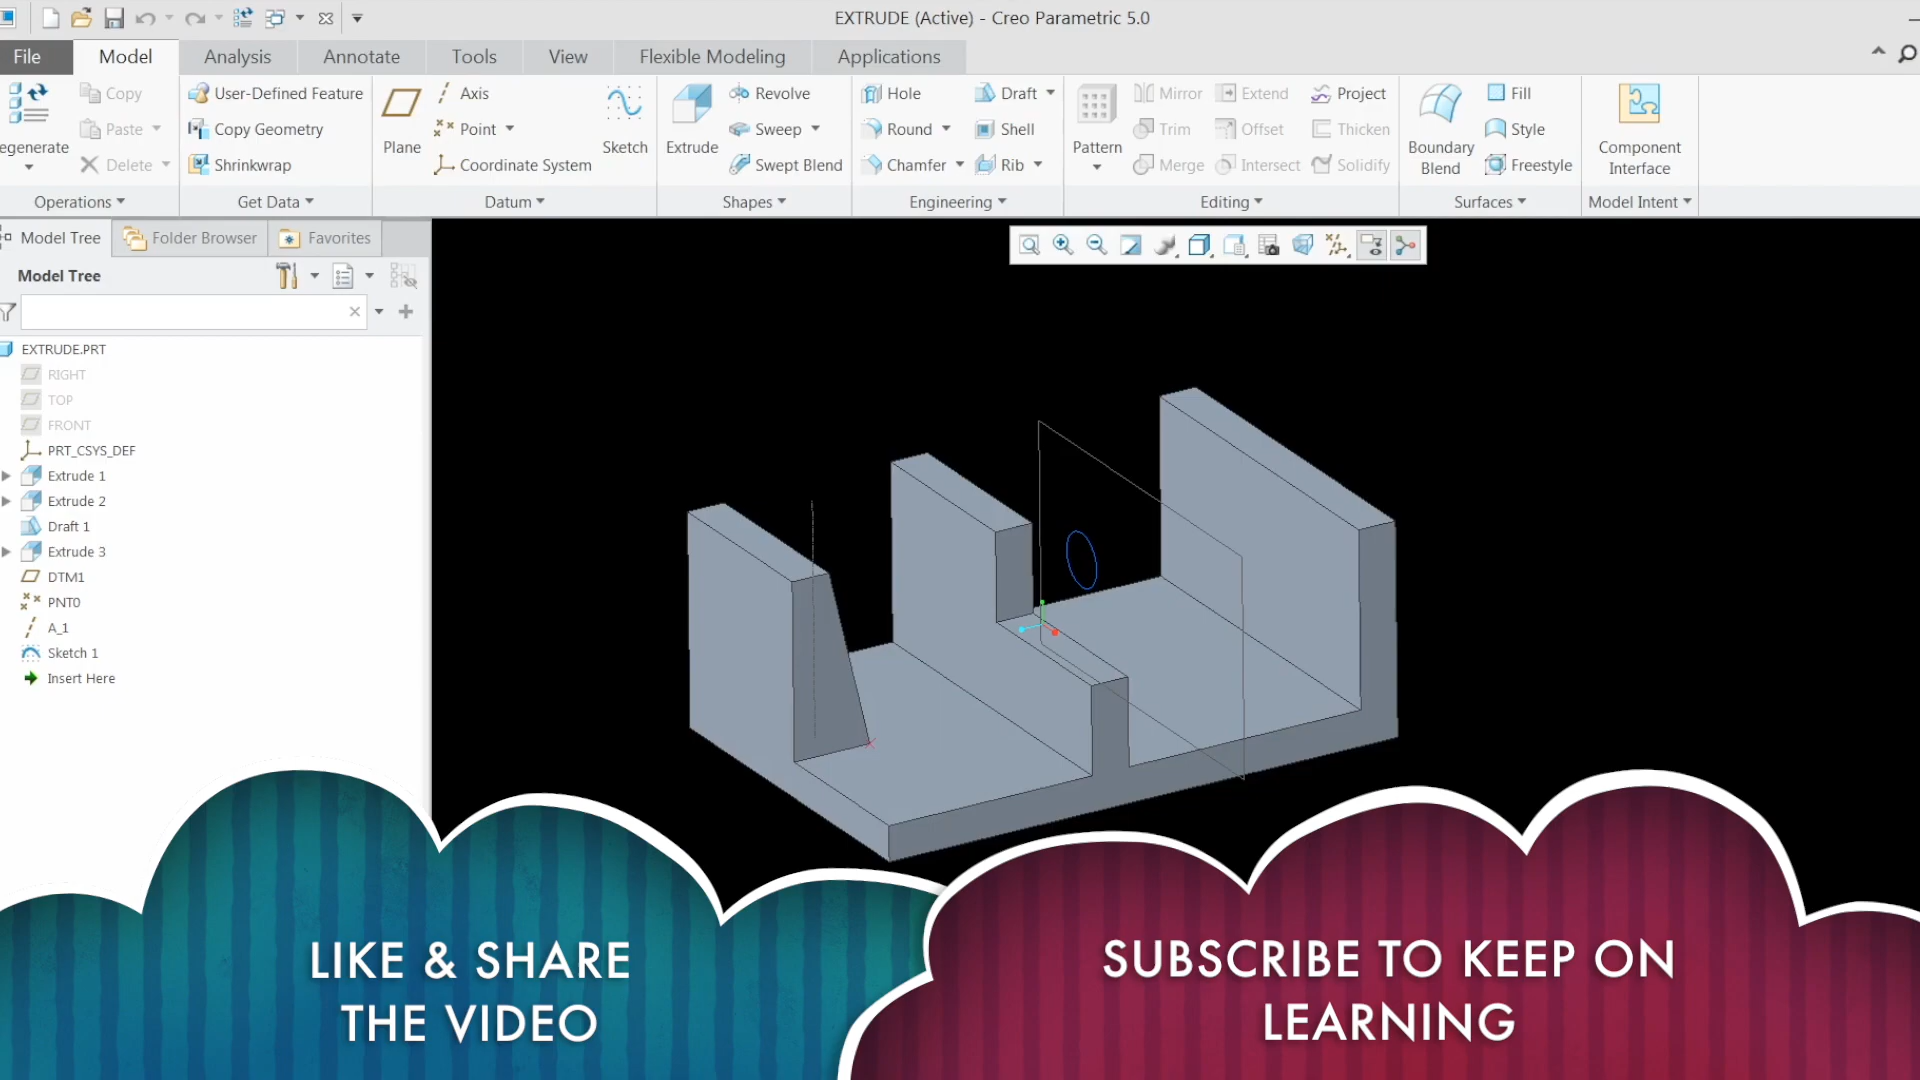 EXTRUDE (Active) - Creo Parametric 5.0
File Model Analysis Annotate Tools View Flexible Modeling Applications
egenerate
Copy
Paste
Delete
Operations
User-Defined Feature
Copy Geometry
Shrinkwrap
Get Data
Plane
Axis
Point
Coordinate System
Sketch
Datum
Extrude
Revolve
Sweep
Swept Blend
Shapes
Hole
Round
Chamfer
Draft
Shell
Rib
Engineering
Pattern
Mirror
Trim
Merge
Extend
Offset
Intersect
Project
Thicken
Solidify
Editing
Boundary
Blend
Fill
Style
Freestyle
Surfaces
Component
Interface
Model Intent
Model Tree Folder Browser Favorites
Model Tree
EXTRUDE.PRT
RIGHT
TOP
FRONT
PRT_CSYS_DEF
Extrude 1
Extrude 2
Draft 1
Extrude 3
DTM1
PNT0
A_1
Sketch 1
Insert Here
LIKE & SHARE
THE VIDEO
SUBSCRIBE TO KEEP ON
LEARNING